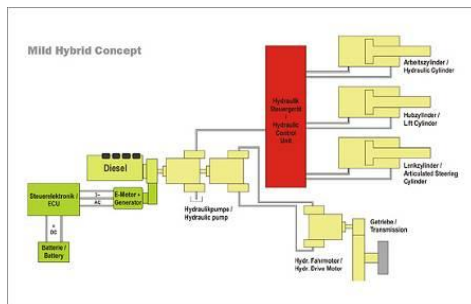 Mild Hybrid Concept
Arbeitszylinder /
Hydraulic Cylinder
Hydraulik
Steuergerät /
Hydraulic
Control
Unit
Hubzylinder /
Lift Cylinder
Diesel
Lenkzylinder /
Articulated Steering
Cylinder
Steuerelektronik /
ECU
3~
AC
E-Motor +
Generator
Hydraulikpumpe /
Hydraulic pump
Getriebe /
Transmission
+
DC
Batterie /
Battery
Hydr. Fahrmotor /
Hydr. Drive Motor